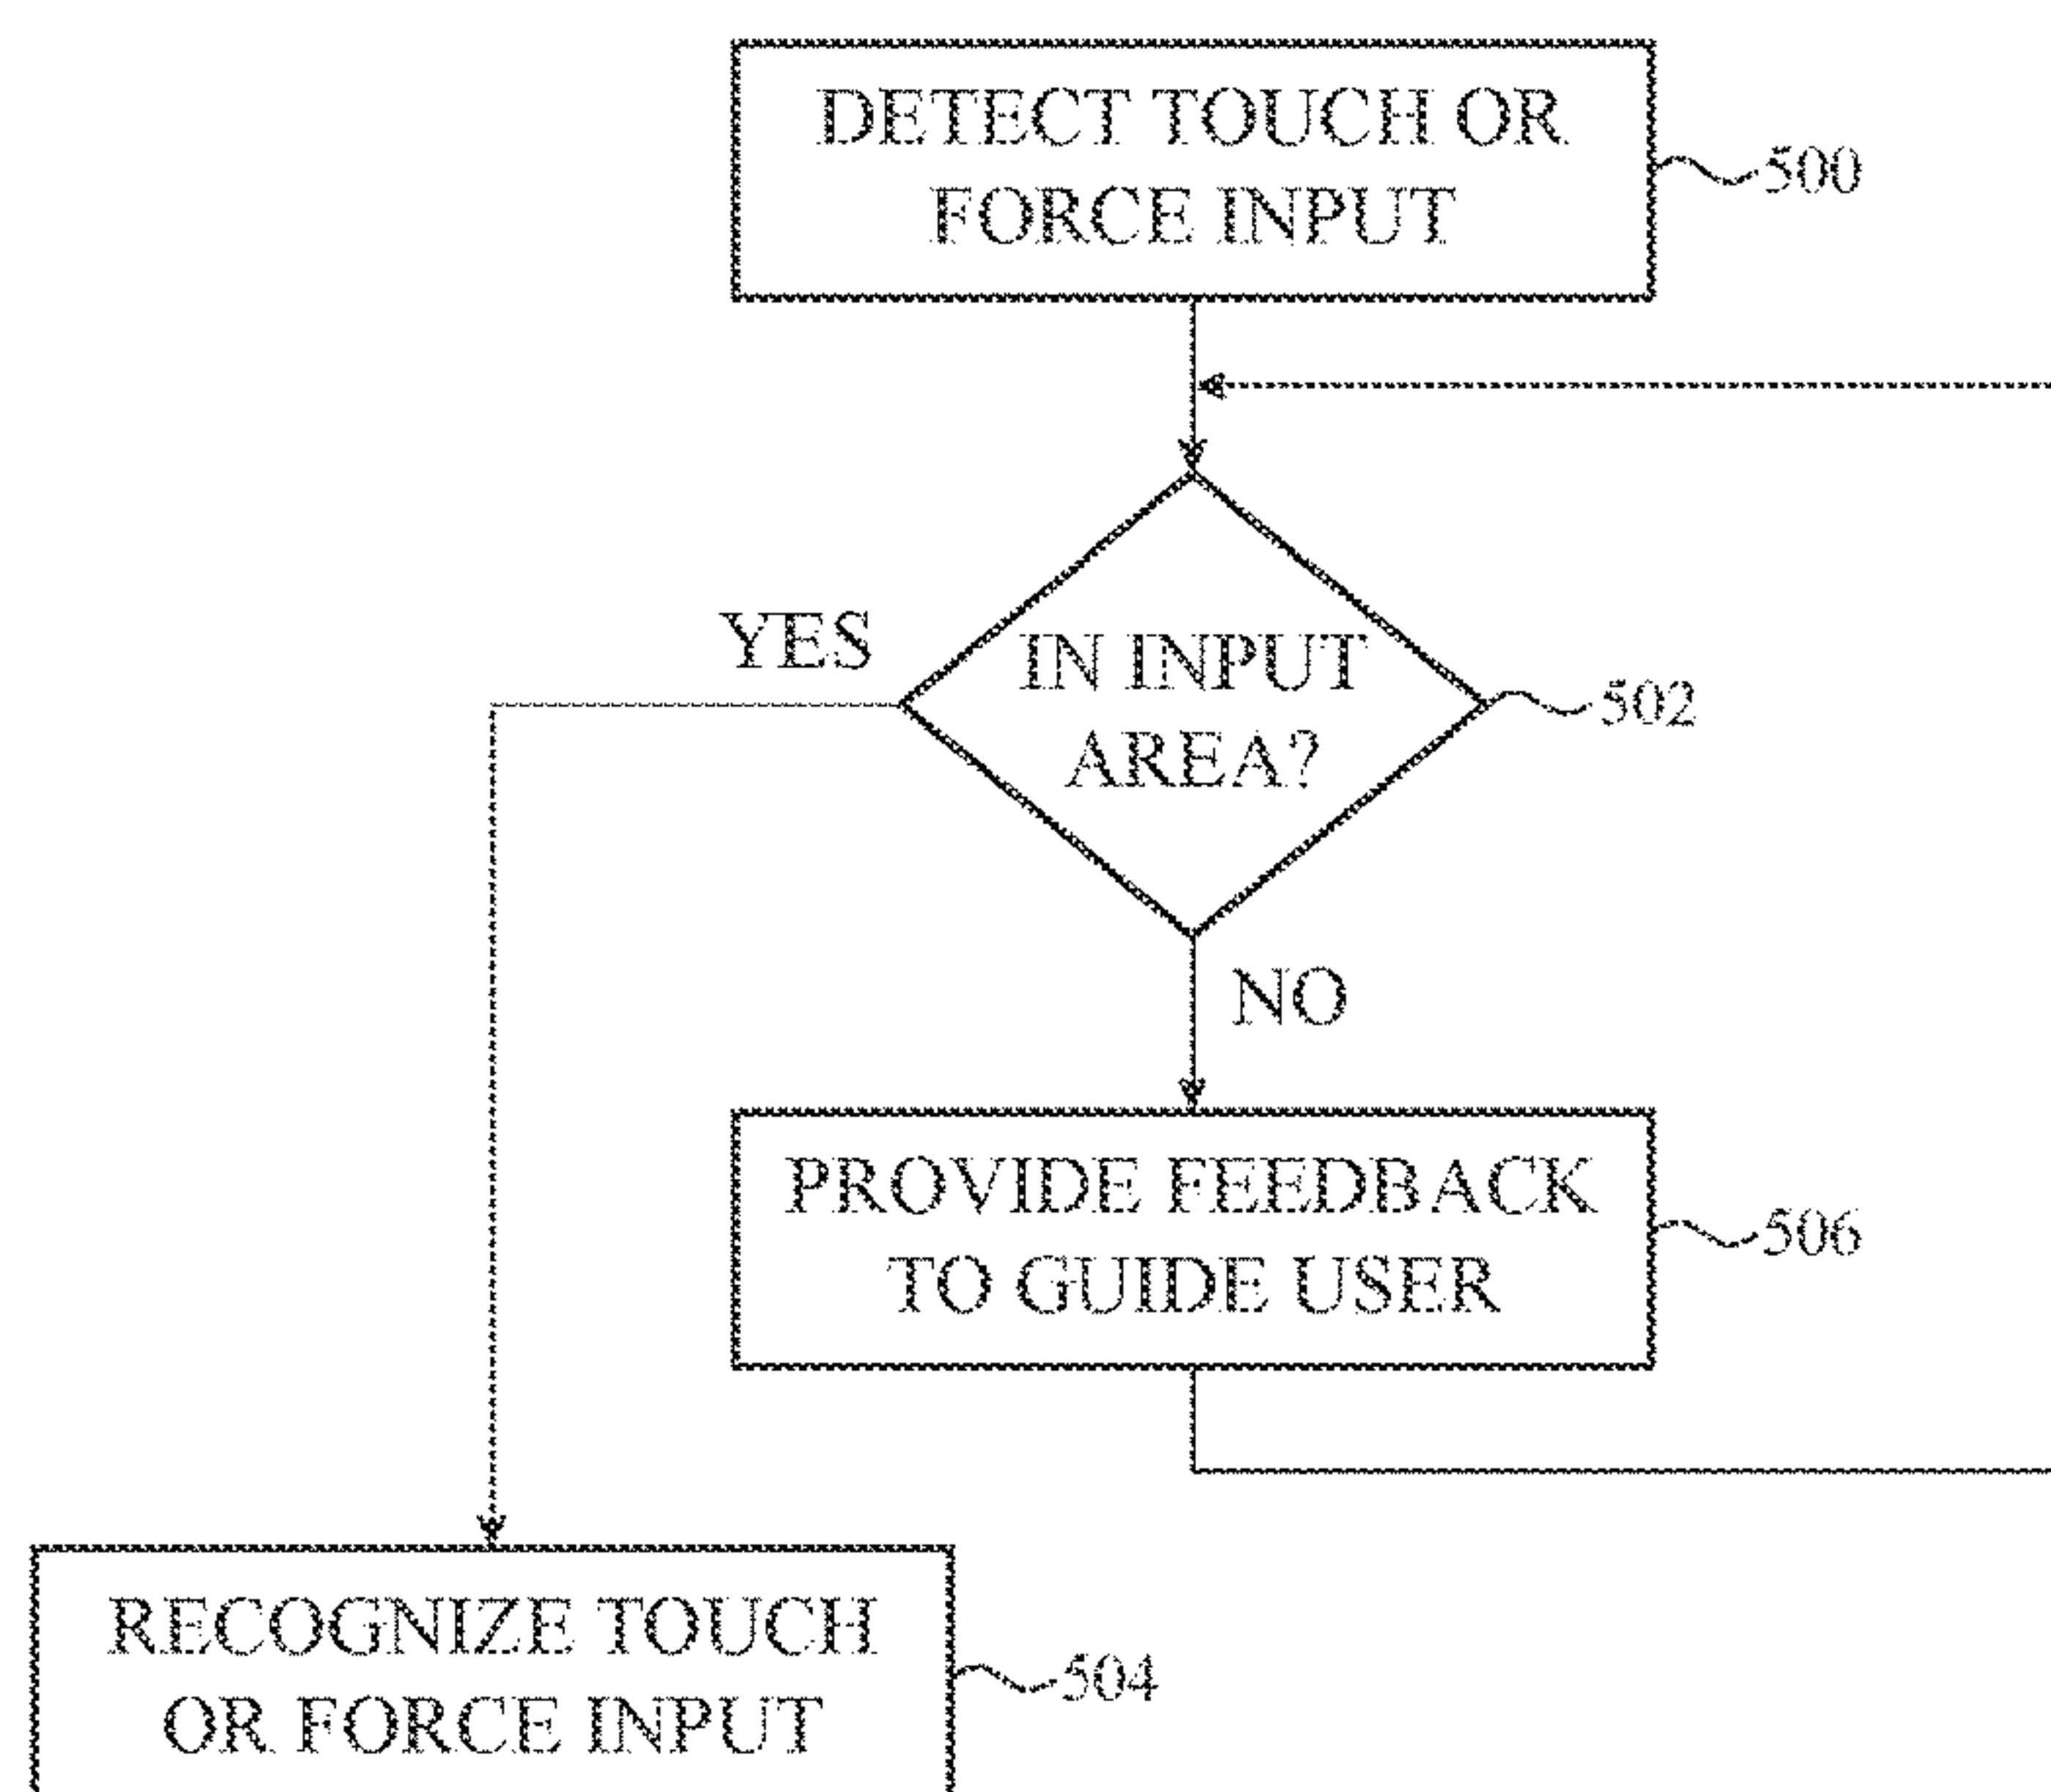 DETECT TOUCH OR
FORCE INPUT
500
YES
IN INPUT
AREA?
502
NO
PROVIDE FEEDBACK
TO GUIDE USER
506
RECOGNIZE TOUCH
OR FORCE INPUT
504